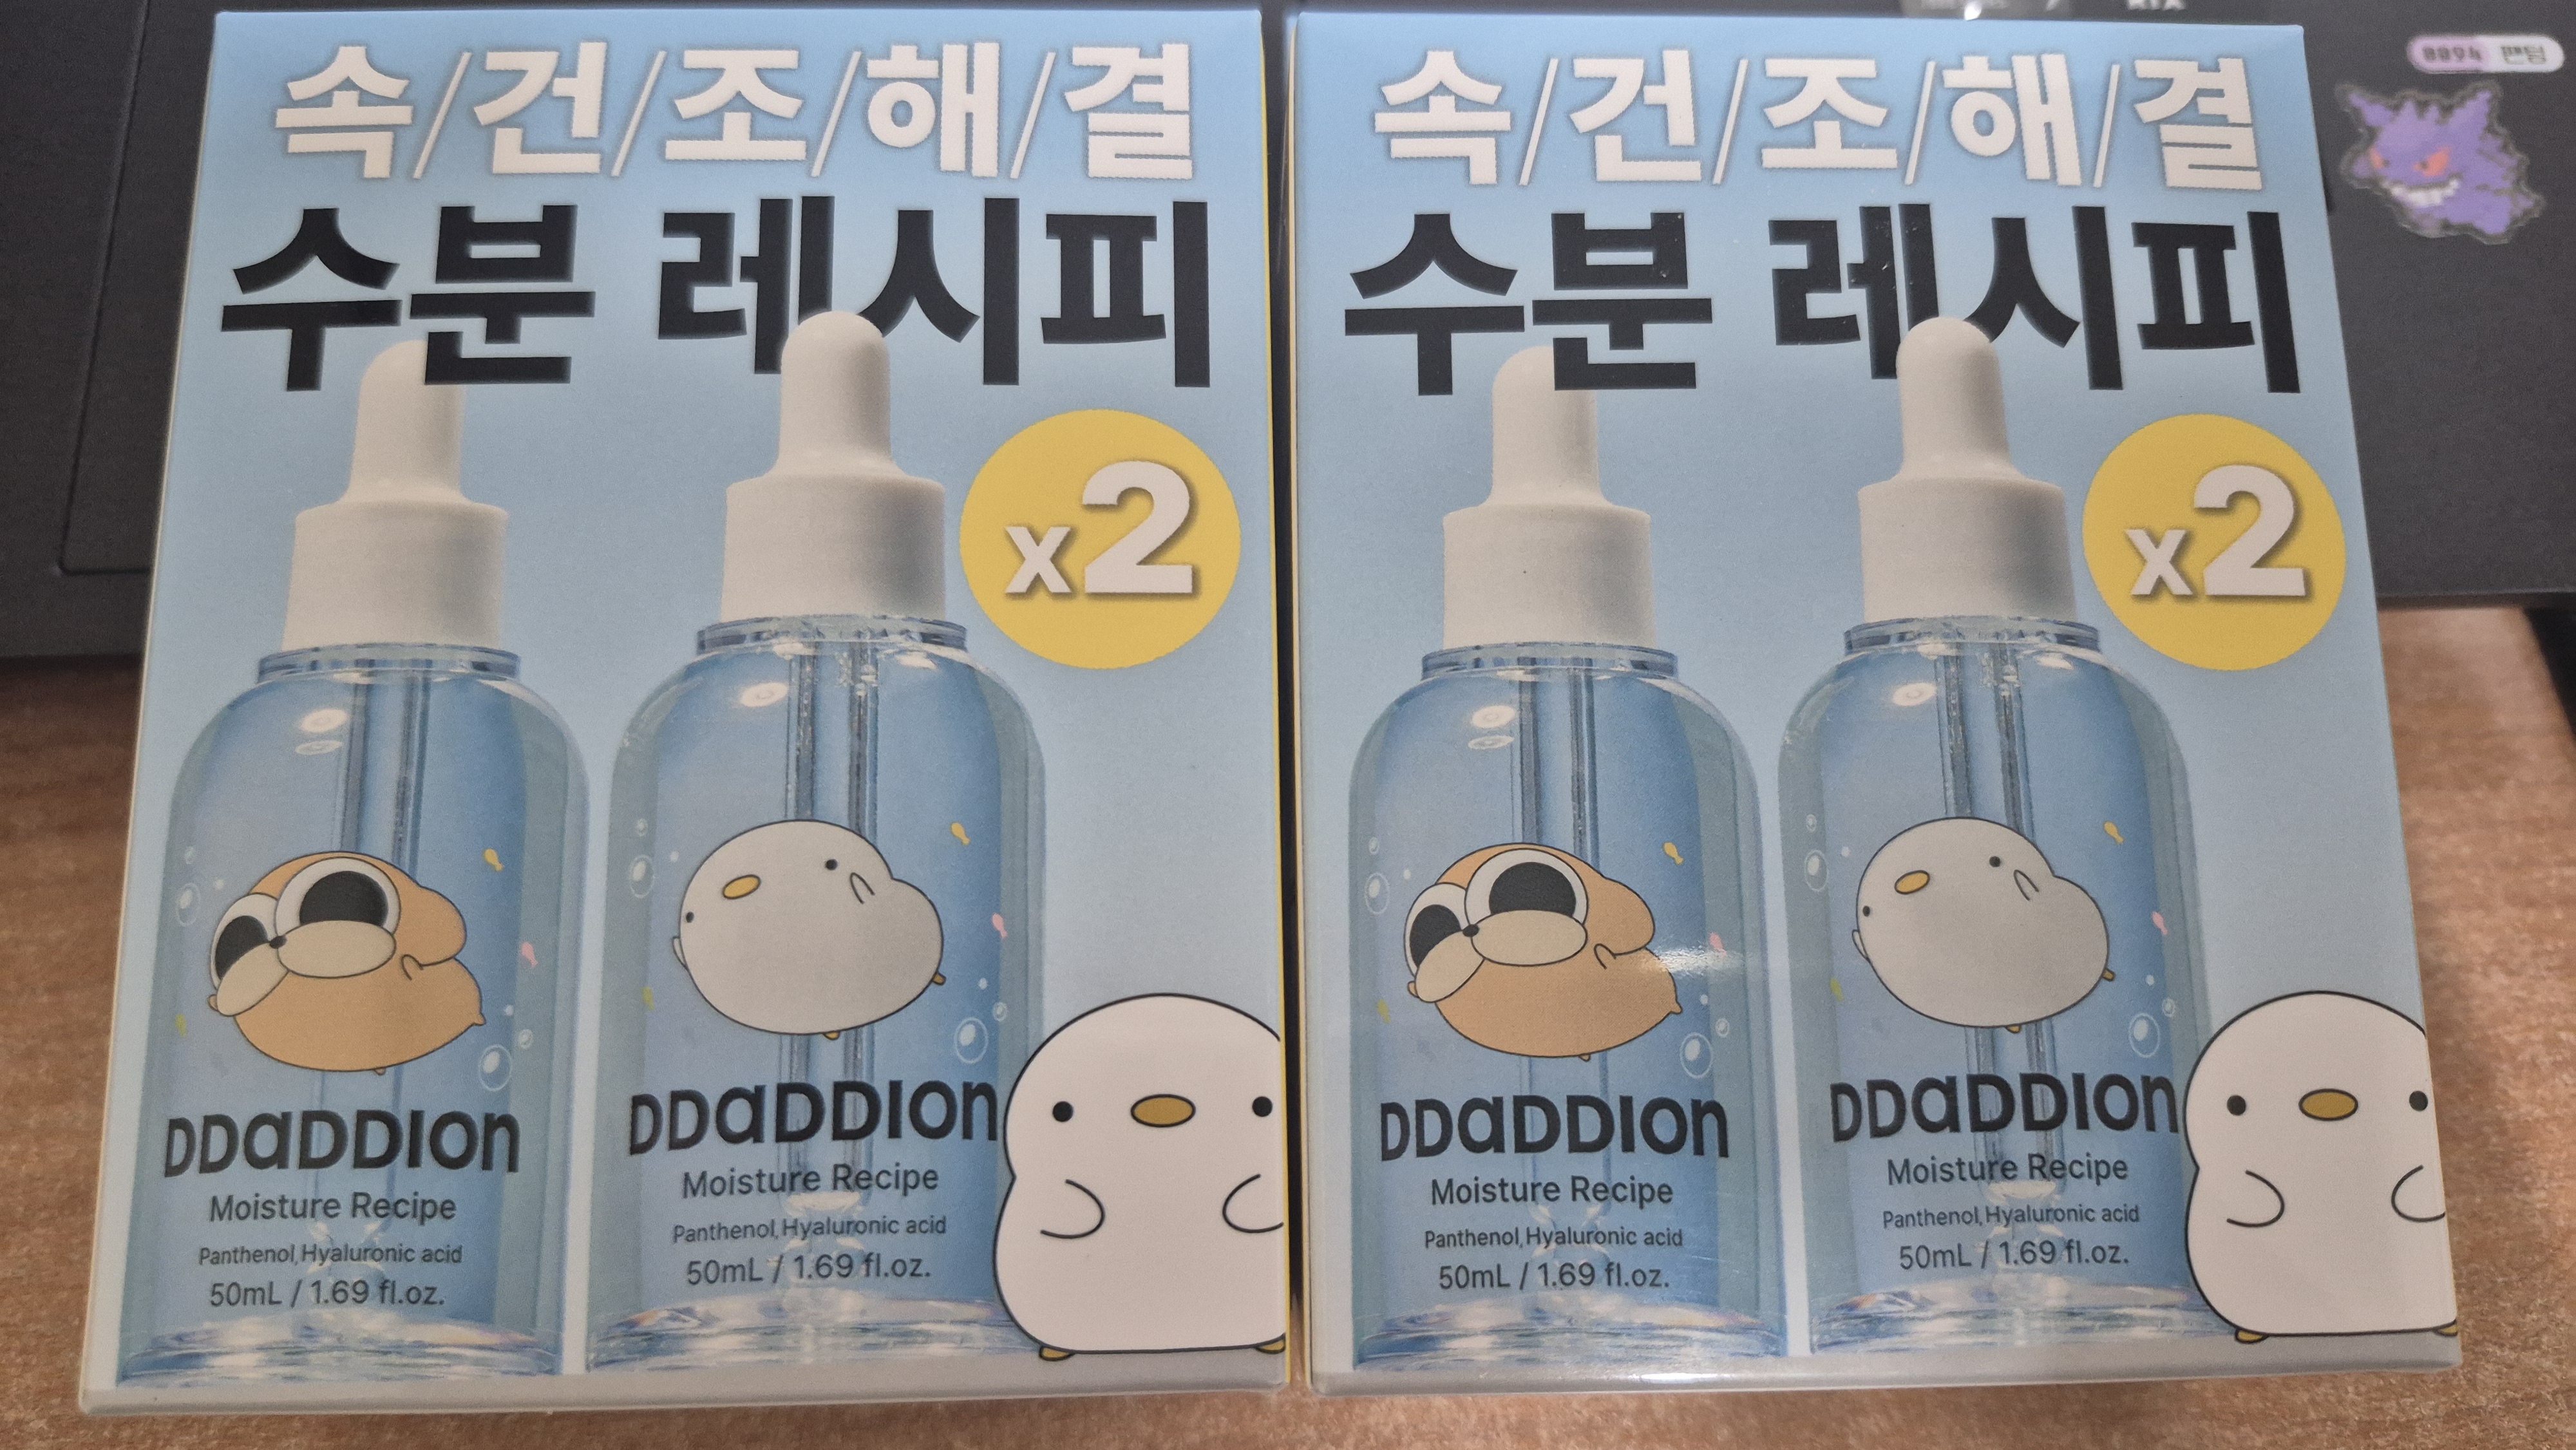 속/건/조/해/결
수분 레시피
x2
DDaDDIon
Moisture Recipe
Panthenol, Hyaluronic acid
50mL / 1.69 fl.oz.
DDaDDIon
Moisture Recipe
Panthenol, Hyaluronic acid
50mL / 1.69 fl.oz.
속/건/조/해/결
수분 레시피
x2
DDaDDIon
Moisture Recipe
Panthenol, Hyaluronic acid
50mL / 1.69 fl.oz.
DDaDDIon
Moisture Recipe
Panthenol, Hyaluronic acid
50mL / 1.69 fl.oz.
8894 팬덤